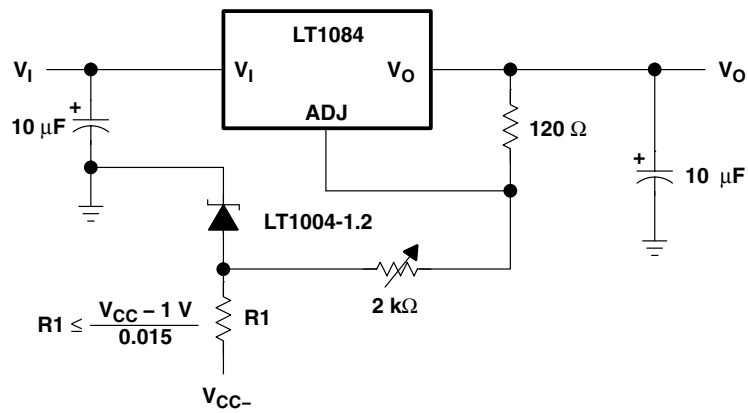 LT1084
V_I
V_I
V_O
V_O
ADJ
+
10 μF
120 Ω
+
10 μF
LT1004-1.2
2 kΩ
R1 ≤ V_CC – 1 V
0.015
R1
V_CC–